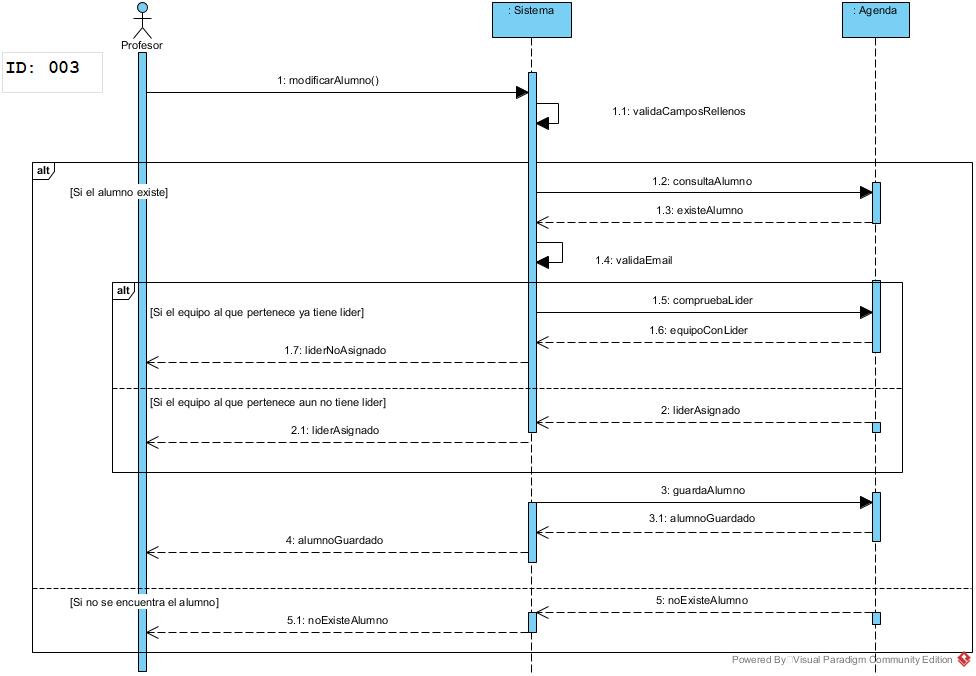 : Sistema
: Agenda
Profesor
ID: 003
1: modificarAlumno()
1.1: validaCamposRellenos
alt
[Si el alumno existe]
1.2: consultaAlumno
1.3: existeAlumno
1.4: validaEmail
alt
[Si el equipo al que pertenece ya tiene lider]
1.5: compruebaLider
1.6: equipoConLider
1.7: liderNoAsignado
[Si el equipo al que pertenece aun no tiene lider]
2: liderAsignado
2.1: liderAsignado
3: guardaAlumno
3.1: alumnoGuardado
4: alumnoGuardado
[Si no se encuentra el alumno]
5: noExisteAlumno
5.1: noExisteAlumno
Powered By Visual Paradigm Community Edition